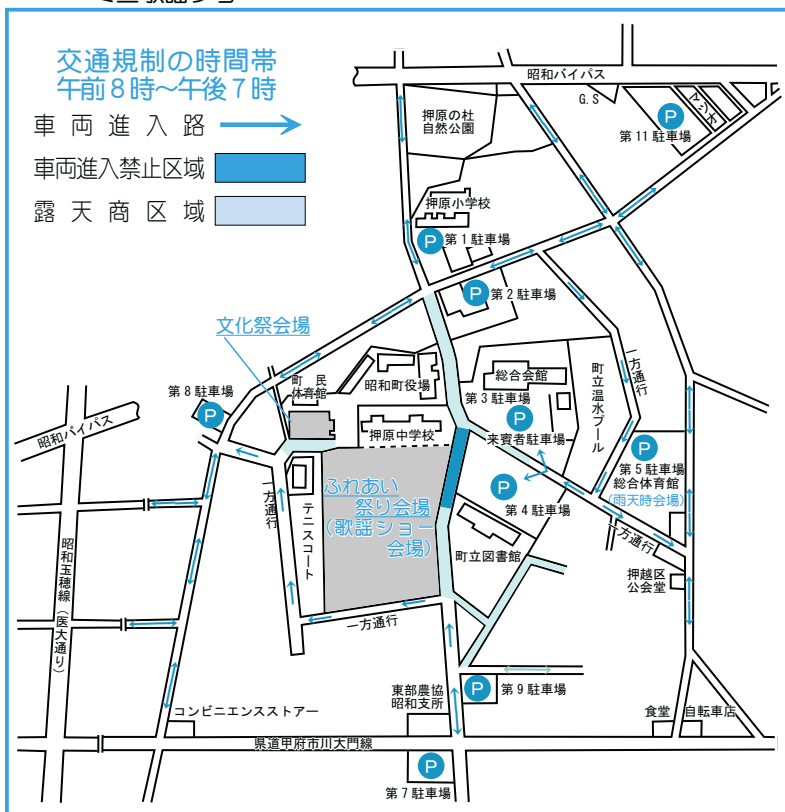 交通規制の時間帯
午前8時～午後7時
車両進入路
車両進入禁止区域
露天商区域
昭和バイパス
G.S
マシオ
P
第11駐車場
押原の杜
自然公園
押原小学校
P 第1駐車場
P 第2駐車場
文化祭会場
町民
体育館
昭和町役場
総合会館
第3駐車場
P
来賓者駐車場
町立温水プール
一方通行
第8駐車場
P
昭和バイパス
押原中学校
P
第5駐車場
総合体育館
(雨天時会場)
P
第4駐車場
ふれあい
祭り会場
(歌謡ショー
会場)
一方通行
テニスコート
町立図書館
一方通行
押越区
公会堂
昭和玉穂線(医大通り)
一方通行
東部農協
昭和支所
P 第9駐車場
コンビニエンスストアー
食堂
自転車店
県道甲府市川大門線
P
第7駐車場